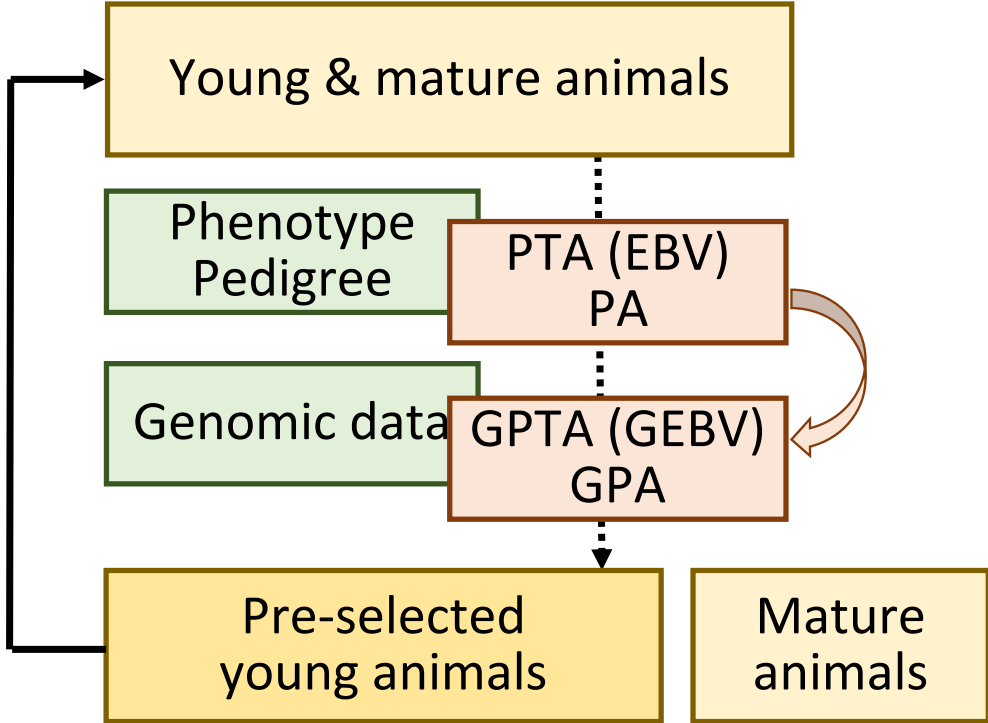 Young & mature animals
Phenotype
Pedigree
PTA (EBV)
PA
Genomic data
GPTA (GEBV)
GPA
Pre-selected
young animals
Mature
animals